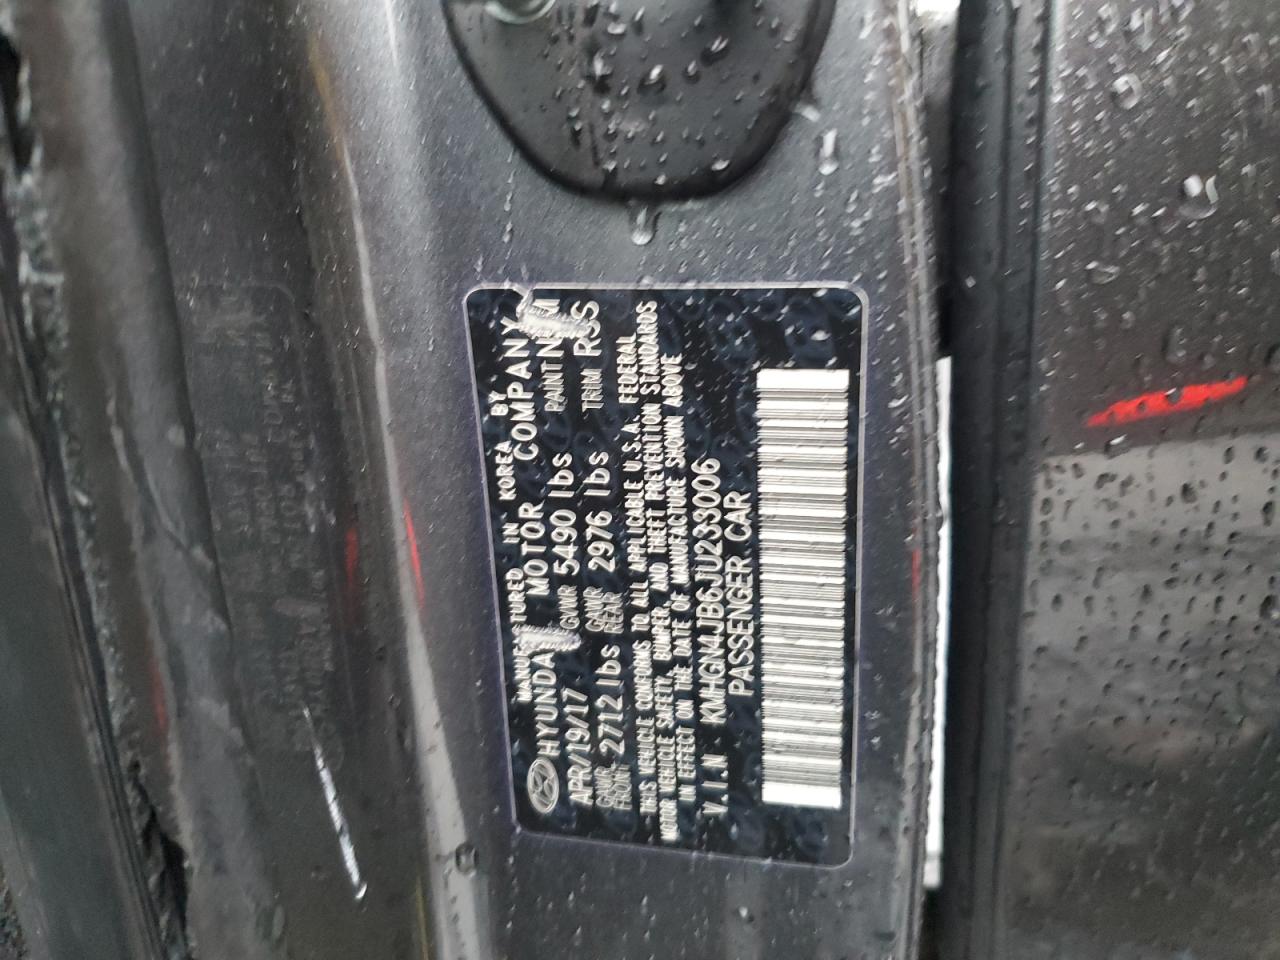 MANUFACTURED IN KOREA BY
HYUNDAI MOTOR COMPANY
APR/19/17 GVWR 5490 lbs PAINT
GAWR FRONT 2712 lbs GAWR REAR 2976 lbs TRIM RSS
THIS VEHICLE CONFORMS TO ALL APPLICABLE U.S.A. FEDERAL
MOTOR VEHICLE SAFETY, BUMPER, AND THEFT PREVENTION STANDARDS
IN EFFECT ON THE DATE OF MANUFACTURE SHOWN ABOVE
V.I.N KMHGN4JB6JU233006
PASSENGER CAR